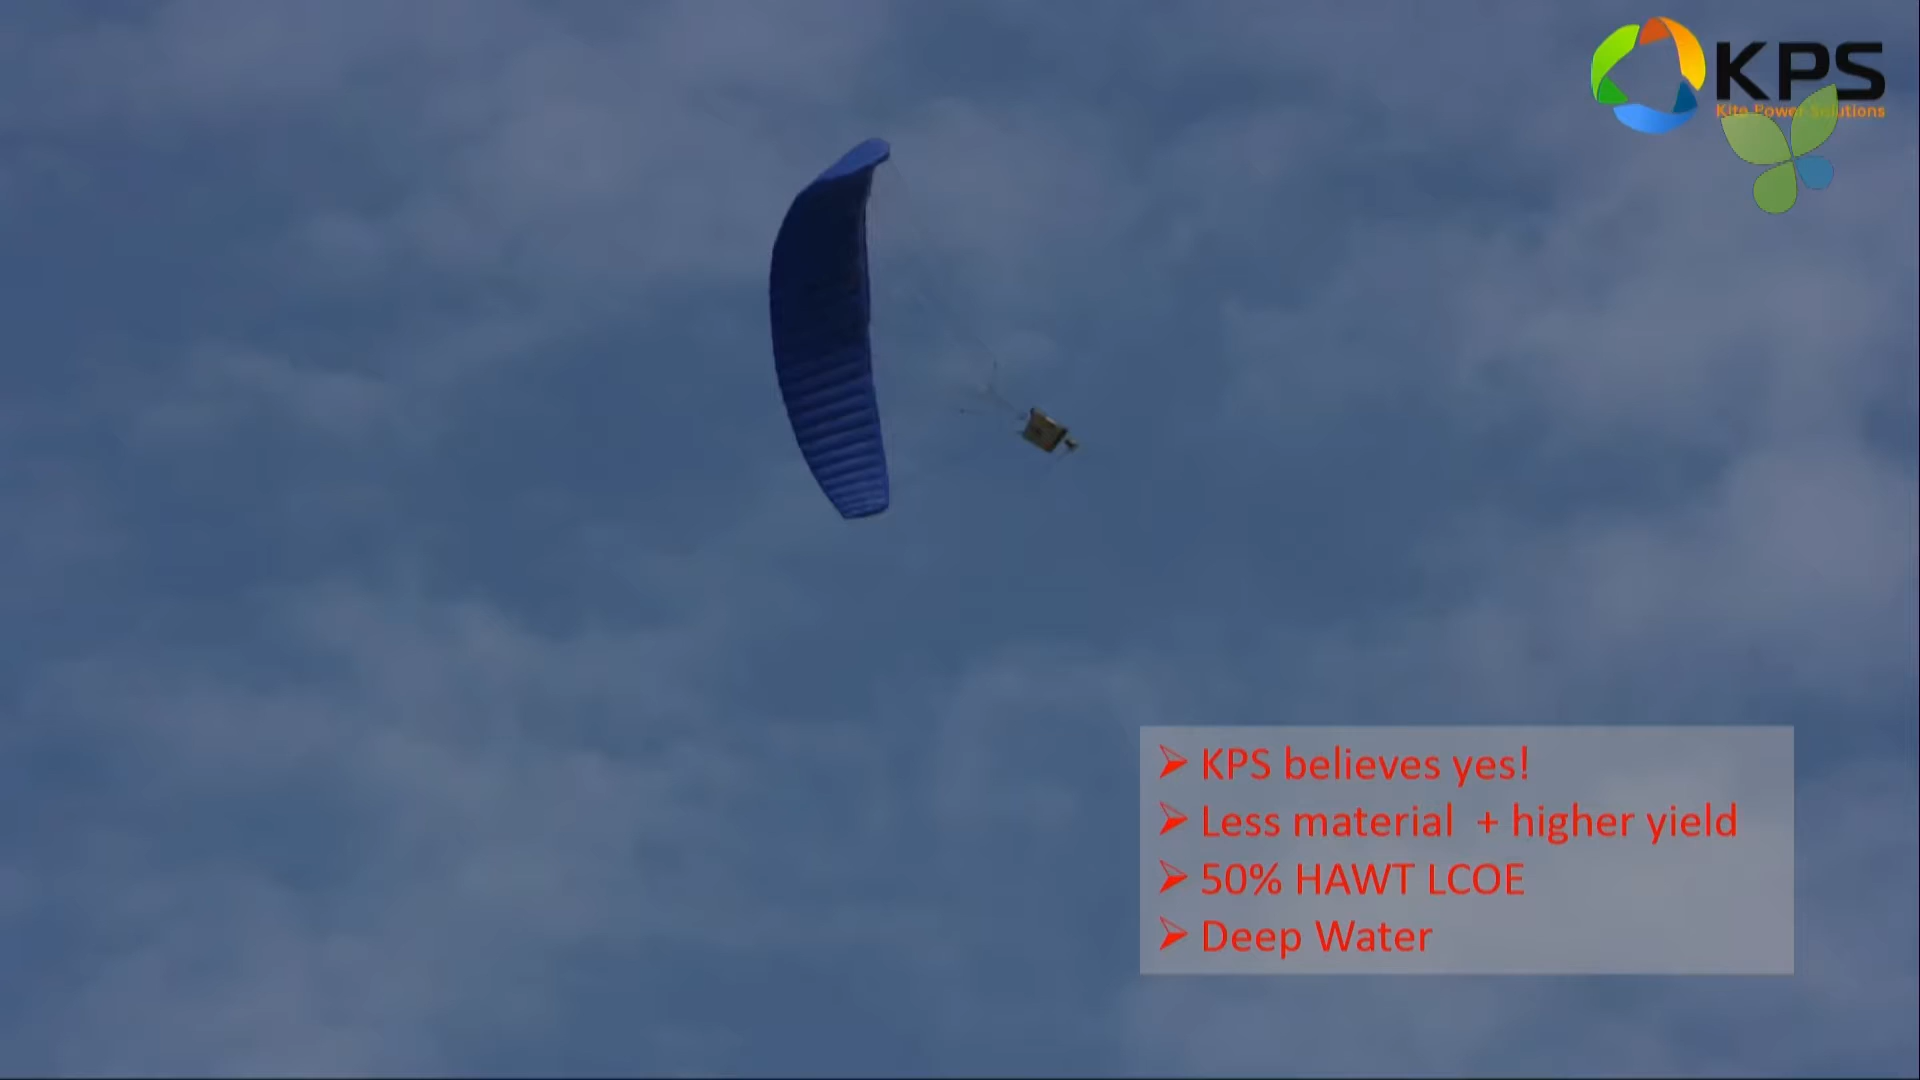 KPS
Kite Power Solutions
➢ KPS believes yes!
➢ Less material + higher yield
➢ 50% HAWT LCOE
➢ Deep Water